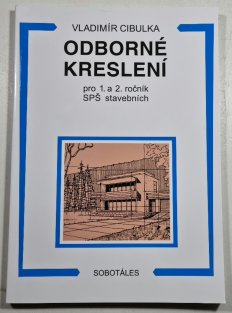 VLADIMÍR CIBULKA
ODBORNÉ
KRESLENÍ
pro 1. a 2. ročník
SPŠ stavebních
SOBOTÁLES